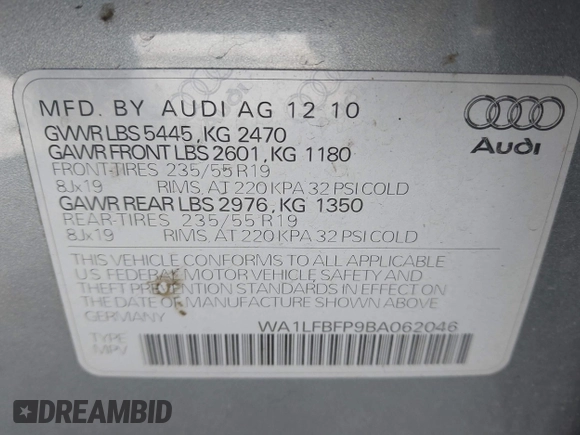 MFD. BY AUDI AG 12 10
GVWR LBS 5445, KG 2470
GAWR FRONT LBS 2601, KG 1180
FRONT-TIRES 235/55 R19
8Jx19 RIMS, AT 220 KPA 32 PSI COLD
GAWR REAR LBS 2976, KG 1350
REAR-TIRES 235/55 R19
8Jx19 RIMS, AT 220 KPA 32 PSI COLD
Audi
THIS VEHICLE CONFORMS TO ALL APPLICABLE
U.S. FEDERAL MOTOR VEHICLE SAFETY AND
THEFT PREVENTION STANDARDS IN EFFECT ON
THE DATE OF MANUFACTURE SHOWN ABOVE.
GERMANY
WA1LFBFP9BA062046
TYPE
MPV
DREAMBID